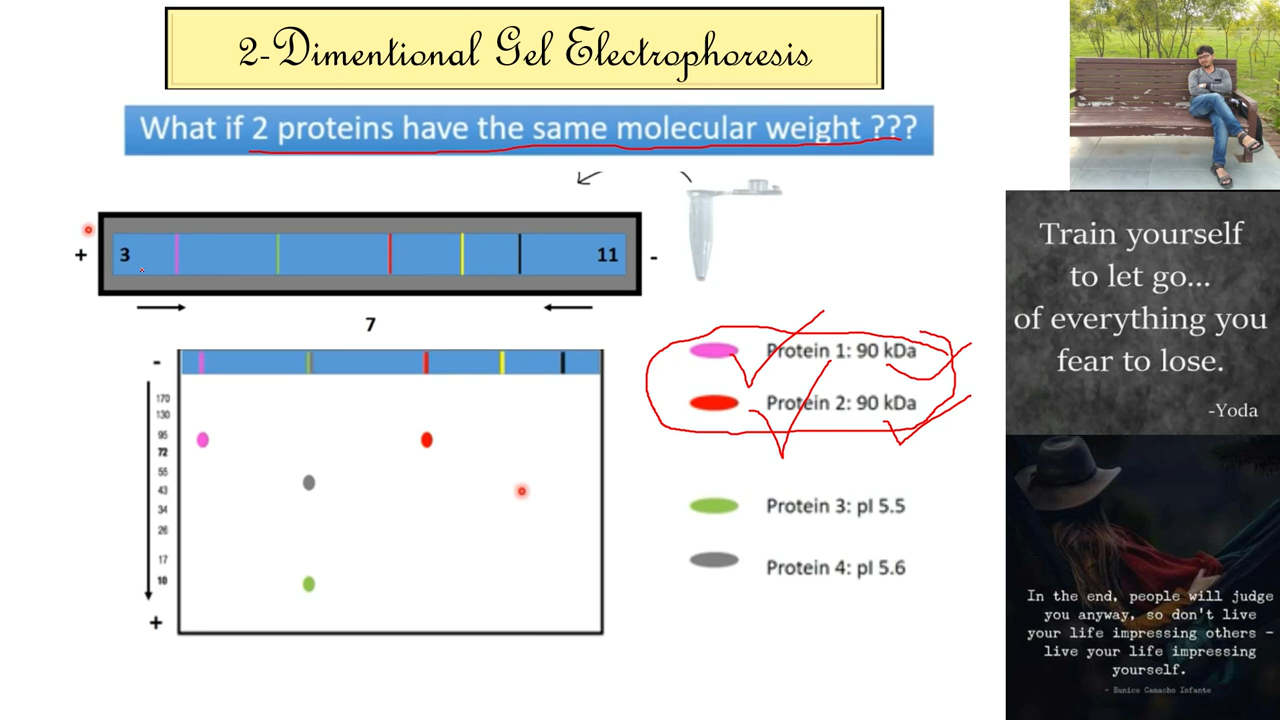 2-Dimentional Gel Electrophoresis
What if 2 proteins have the same molecular weight ???
+ 3 11 -
7
-
170
130
95
72
55
43
34
26
17
10
+
Protein 1: 90 kDa
Protein 2: 90 kDa
Protein 3: pI 5.5
Protein 4: pI 5.6
Train yourself
to let go...
of everything you
fear to lose.
-Yoda
In the end, people will judge
you anyway, so don't live
your life impressing others -
live your life impressing
yourself.
- Eunice Camacho Infante